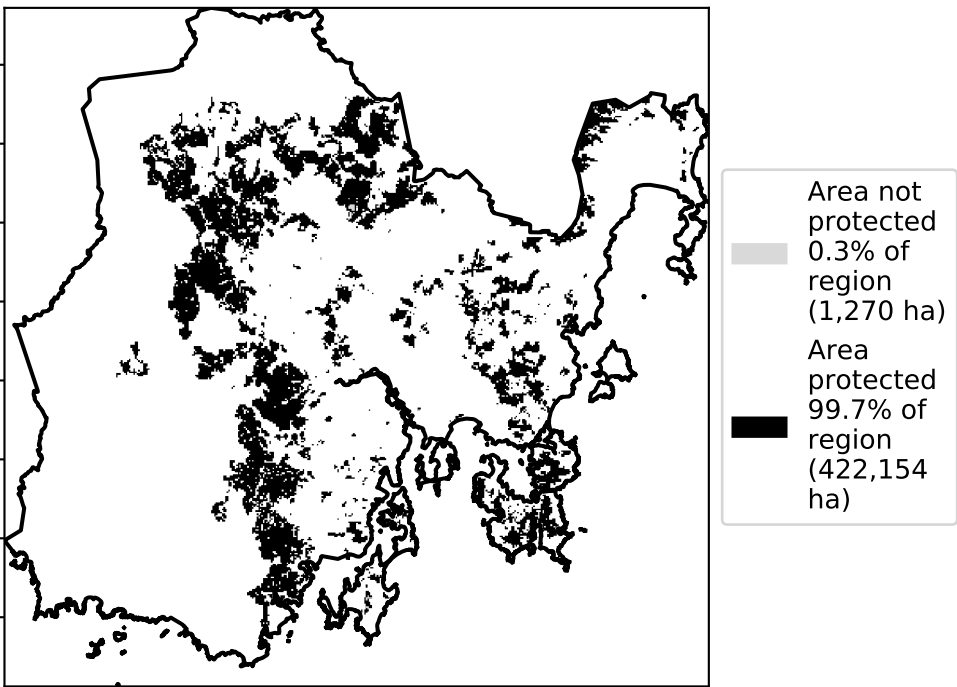 Area not
protected
0.3% of
region
(1,270 ha)
Area
protected
99.7% of
region
(422,154
ha)